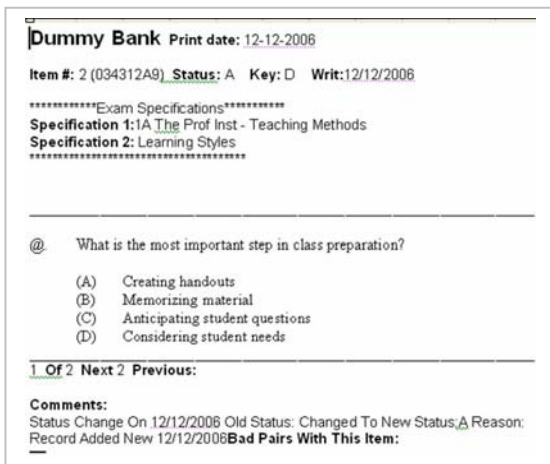 Dummy Bank Print date: 12-12-2006
Item #: 2 (034312A9) Status: A Key: D Writ:12/12/2006
************Exam Specifications***********
Specification 1:1A The Prof Inst - Teaching Methods
Specification 2: Learning Styles
***************************************
@. What is the most important step in class preparation?
(A) Creating handouts
(B) Memorizing material
(C) Anticipating student questions
(D) Considering student needs
1 Of 2 Next 2 Previous:
Comments:
Status Change On 12/12/2006 Old Status: Changed To New Status;A Reason:
Record Added New 12/12/2006Bad Pairs With This Item: